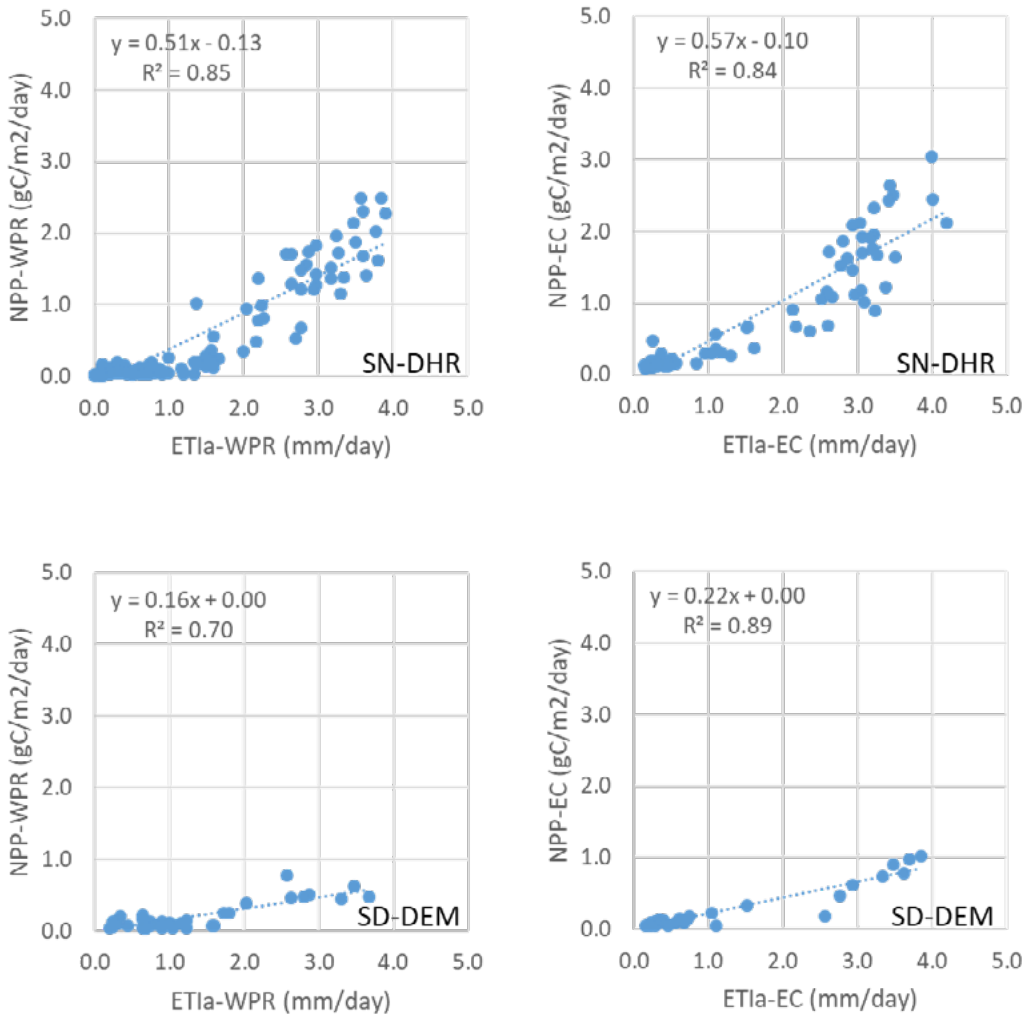 y = 0.51x - 0.13
R² = 0.85
NPP-WPR (gC/m2/day)
5.0
4.0
3.0
2.0
1.0
0.0
0.0 1.0 2.0 3.0 4.0 5.0
SN-DHR
ETIa-WPR (mm/day)
y = 0.57x - 0.10
R² = 0.84
NPP-EC (gC/m2/day)
5.0
4.0
3.0
2.0
1.0
0.0
0.0 1.0 2.0 3.0 4.0 5.0
SN-DHR
ETIa-EC (mm/day)
y = 0.16x + 0.00
R² = 0.70
NPP-WPR (gC/m2/day)
5.0
4.0
3.0
2.0
1.0
0.0
0.0 1.0 2.0 3.0 4.0 5.0
SD-DEM
ETIa-WPR (mm/day)
y = 0.22x + 0.00
R² = 0.89
NPP-EC (gC/m2/day)
5.0
4.0
3.0
2.0
1.0
0.0
0.0 1.0 2.0 3.0 4.0 5.0
SD-DEM
ETIa-EC (mm/day)